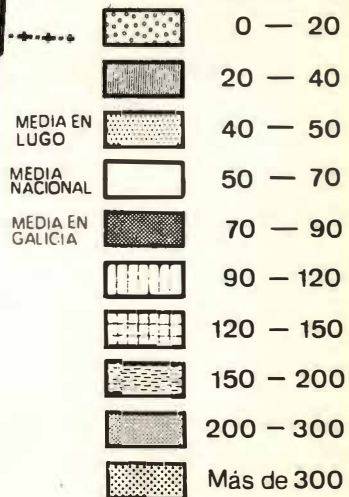 0 — 20
20 — 40
MEDIA EN LUGO 40 — 50
MEDIA NACIONAL 50 — 70
MEDIA EN GALICIA 70 — 90
90 — 120
120 — 150
150 — 200
200 — 300
Más de 300